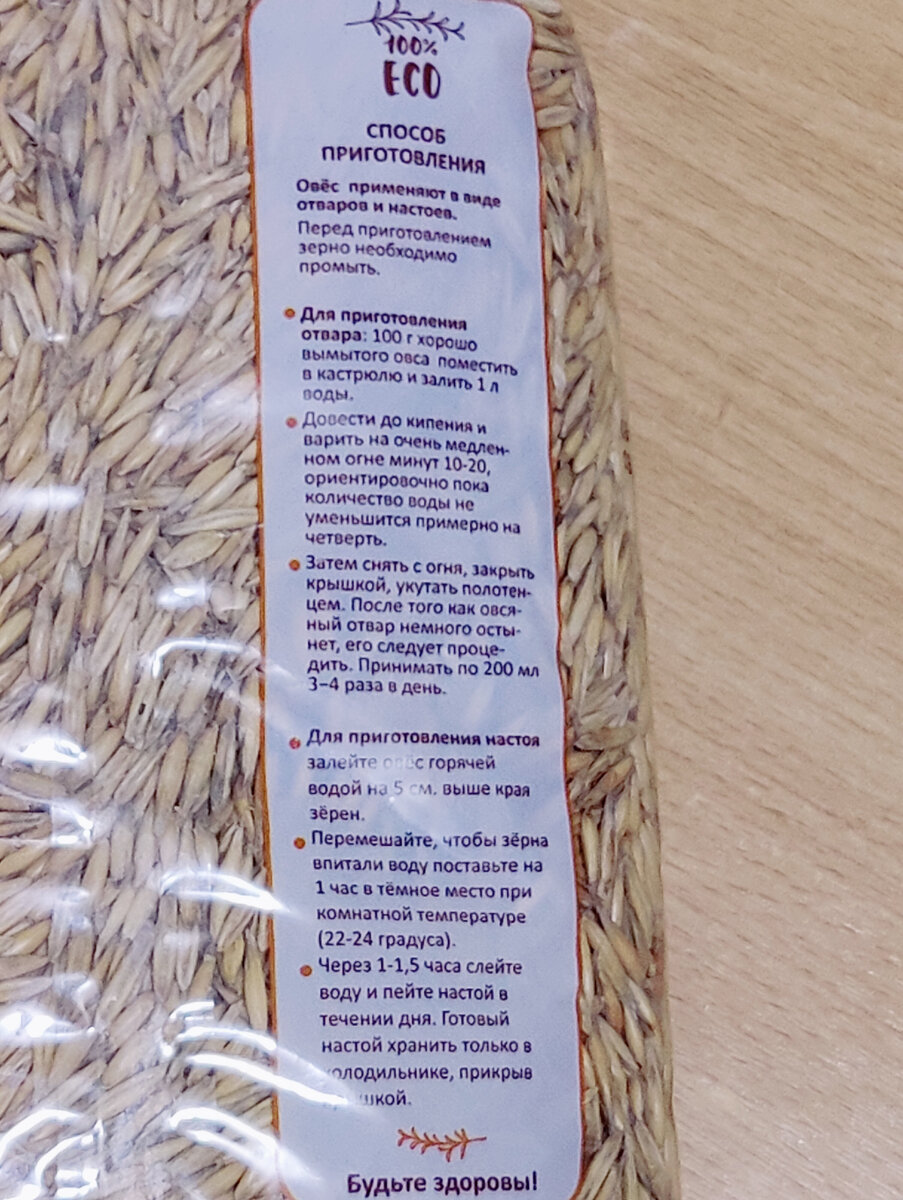 100%
ECO
СПОСОБ
ПРИГОТОВЛЕНИЯ
Овёс применяют в виде
отваров и настоев.
Перед приготовлением
зерно необходимо
промыть.
Для приготовления
отвара: 100 г хорошо
вымытого овса поместить
в кастрюлю и залить 1 л
воды.
Довести до кипения и
варить на очень медлен-
ном огне минут 10-20,
ориентировочно пока
количество воды не
уменьшится примерно на
четверть.
Затем снять с огня, закрыть
крышкой, укутать полотен-
цем. После того как овся-
ный отвар немного осты-
нет, его следует проце-
дить. Принимать по 200 мл
3–4 раза в день.
Для приготовления настоя
залейте овёс горячей
водой на 5 см. выше края
зёрен.
Перемешайте, чтобы зёрна
впитали воду поставьте на
1 час в тёмное место при
комнатной температуре
(22-24 градуса).
Через 1-1,5 часа слейте
воду и пейте настой в
течении дня. Готовый
настой хранить только в
холодильнике, прикрыв
крышкой.
Будьте здоровы!